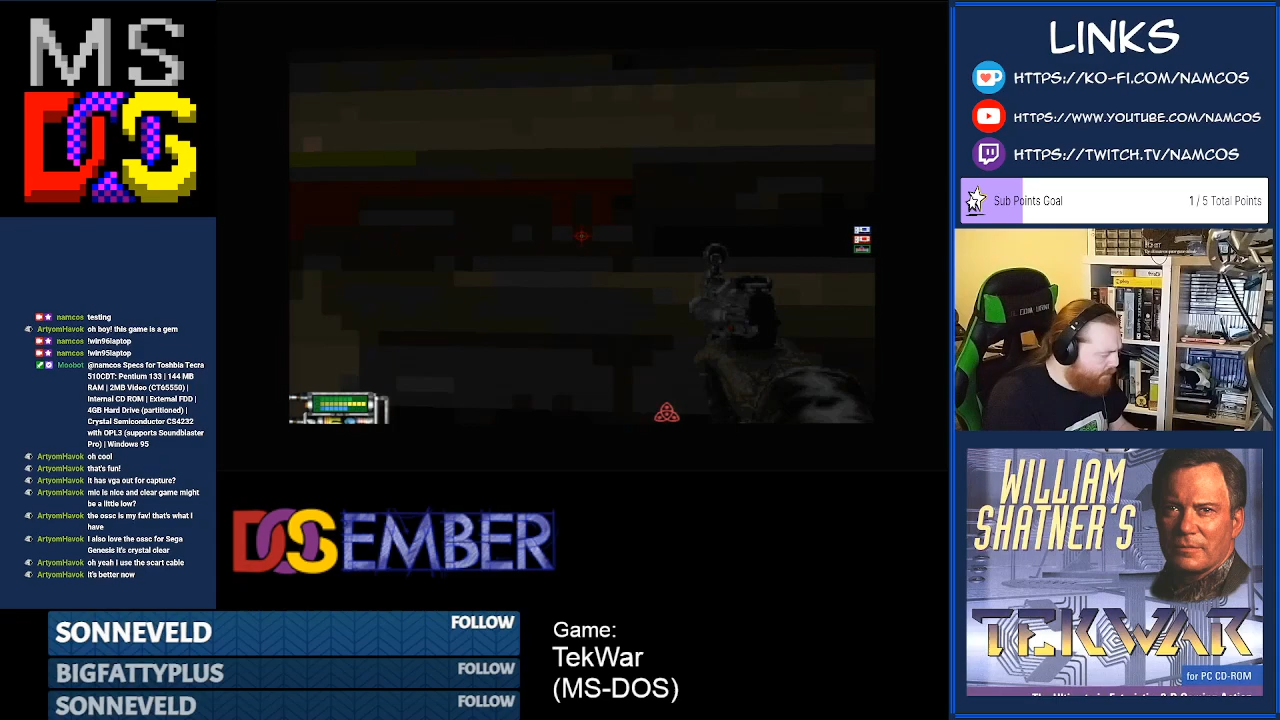 MS
DOS
namcos testing
ArtyomHavok oh boy! this game is a gem
namcos !win96laptop
namcos !win95laptop
Moobot @namcos Specs for Toshbia Tecra
510CDT: Pentium 133 | 144 MB
RAM | 2MB Video (CT65550) |
Internal CD ROM | External FDD |
4GB Hard Drive (partitioned) |
Crystal Semiconductor CS4232
with OPL3 (supports Soundblaster
Pro) | Windows 95
ArtyomHavok oh cool
ArtyomHavok that's fun!
ArtyomHavok It has vga out for capture?
ArtyomHavok mic is nice and clear game might
be a little low?
ArtyomHavok the ossc is my fav! that's what I
have
ArtyomHavok I also love the ossc for Sega
Genesis it's crystal clear
ArtyomHavok oh yeah I use the scart cable
ArtyomHavok It's better now
DOSEMBER
SONNEVELD FOLLOW
BIGFATTYPLUS FOLLOW
SONNEVELD FOLLOW
Game:
TekWar
(MS-DOS)
LINKS
HTTPS://KO-FI.COM/NAMCOS
HTTPS://WWW.YOUTUBE.COM/NAMCOS
HTTPS://TWITCH.TV/NAMCOS
Sub Points Goal 1 / 5 Total Points
WILLIAM
SHATNER'S
TEKWAR
for PC CD-ROM